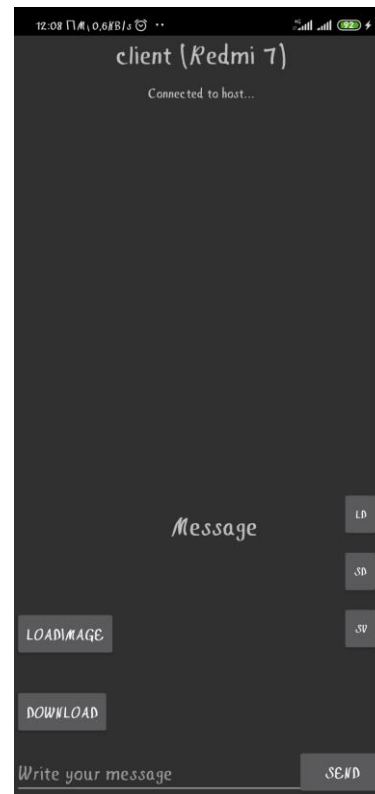 12:08 ПП 0,6KB/s
92
client (Redmi 7)
Connected to host...
LD
Message
SD
SV
LOADIMAGE
DOWNLOAD
Write your message
SEND